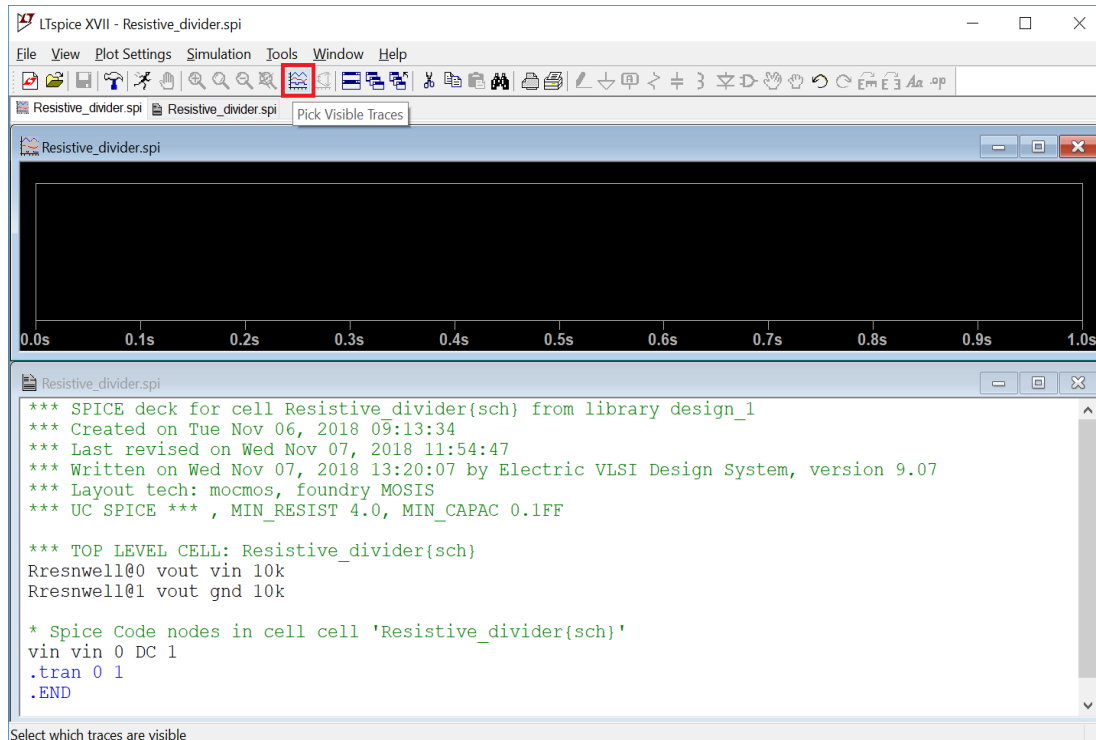 LTspice XVII - Resistive_divider.spi
File View Plot Settings Simulation Tools Window Help
Resistive_divider.spi Resistive_divider.spi
Pick Visible Traces
Resistive_divider.spi
0.0s 0.1s 0.2s 0.3s 0.4s 0.5s 0.6s 0.7s 0.8s 0.9s 1.0s
Resistive_divider.spi
*** SPICE deck for cell Resistive_divider{sch} from library design_1
*** Created on Tue Nov 06, 2018 09:13:34
*** Last revised on Wed Nov 07, 2018 11:54:47
*** Written on Wed Nov 07, 2018 13:20:07 by Electric VLSI Design System, version 9.07
*** Layout tech: mocmos, foundry MOSIS
*** UC SPICE *** , MIN_RESIST 4.0, MIN_CAPAC 0.1FF
*** TOP LEVEL CELL: Resistive_divider{sch}
Rresnwell@0 vout vin 10k
Rresnwell@1 vout gnd 10k
* Spice Code nodes in cell cell 'Resistive_divider{sch}'
vin vin 0 DC 1
.tran 0 1
.END
Select which traces are visible